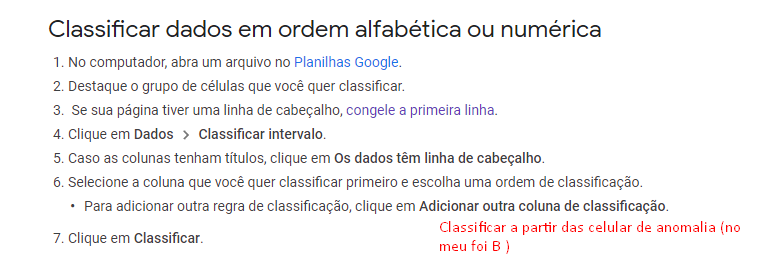 Classificar dados em ordem alfabética ou numérica
1. No computador, abra um arquivo no Planilhas Google.
2. Destaque o grupo de células que você quer classificar.
3. Se sua página tiver uma linha de cabeçalho, congele a primeira linha.
4. Clique em Dados > Classificar intervalo.
5. Caso as colunas tenham títulos, clique em Os dados têm linha de cabeçalho.
6. Selecione a coluna que você quer classificar primeiro e escolha uma ordem de classificação.
• Para adicionar outra regra de classificação, clique em Adicionar outra coluna de classificação.
7. Clique em Classificar.
Classificar a partir das celular de anomalia (no
meu foi B )